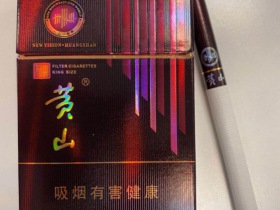 NEW VISION · HUANGSHAN
FILTER CIGARETTES
KING SIZE
黄山®
吸烟有害健康